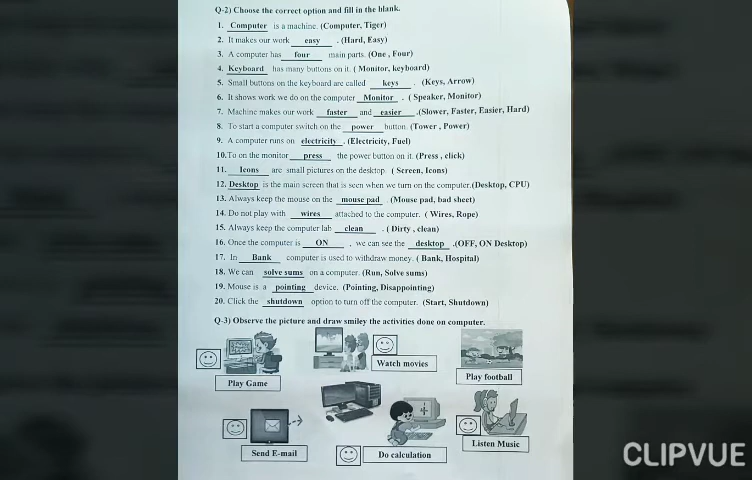 Q-2) Choose the correct option and fill in the blank.
1. Computer is a machine. (Computer, Tiger)
2. It makes our work easy . (Hard, Easy)
3. A computer has four main parts. (One , Four)
4. Keyboard has many buttons on it. ( Monitor, keyboard)
5. Small buttons on the keyboard are called keys . (Keys, Arrow)
6. It shows work we do on the computer Monitor . ( Speaker, Monitor)
7. Machine makes our work faster and easier .(Slower, Faster, Easier, Hard)
8. To start a computer switch on the power button. (Tower , Power)
9. A computer runs on electricity . (Electricity, Fuel)
10.To on the monitor press the power button on it. (Press , click)
11. Icons are small pictures on the desktop. ( Screen, Icons)
12. Desktop is the main screen that is seen when we turn on the computer.(Desktop, CPU)
13. Always keep the mouse on the mouse pad . (Mouse pad, bad sheet)
14. Do not play with wires attached to the computer. ( Wires, Rope)
15. Always keep the computer lab clean . ( Dirty , clean)
16. Once the computer is ON , we can see the desktop .(OFF, ON Desktop)
17. In Bank computer is used to withdraw money. ( Bank, Hospital)
18. We can solve sums on a computer. (Run, Solve sums)
19. Mouse is a pointing device. (Pointing, Disappointing)
20. Click the shutdown option to turn off the computer. (Start, Shutdown)
Q-3) Observe the picture and draw smiley the activities done on computer.
Watch movies
Play football
Play Game
Listen Music
Send E-mail
Do calculation
CLIPVUE